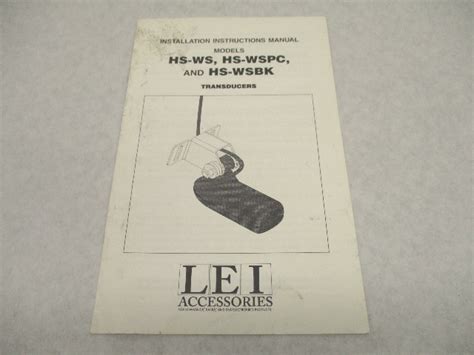 INSTALLATION INSTRUCTIONS MANUAL
MODELS
HS-WS, HS-WSPC,
AND HS-WSBK
TRANSDUCERS
LEI
ACCESSORIES